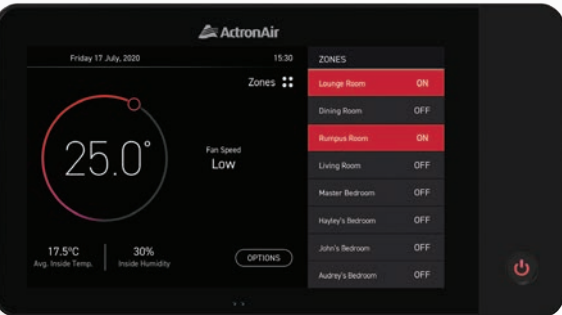 ActronAir
Friday 17 July, 2020
15:30
Zones
25.0°
Fan Speed
Low
17.5°C
Avg. Inside Temp.
30%
Inside Humidity
OPTIONS
ZONES
Lounge Room ON
Dining Room OFF
Rumpus Room ON
Living Room OFF
Master Bedroom OFF
Hayley's Bedroom OFF
John's Bedroom OFF
Audrey's Bedroom OFF